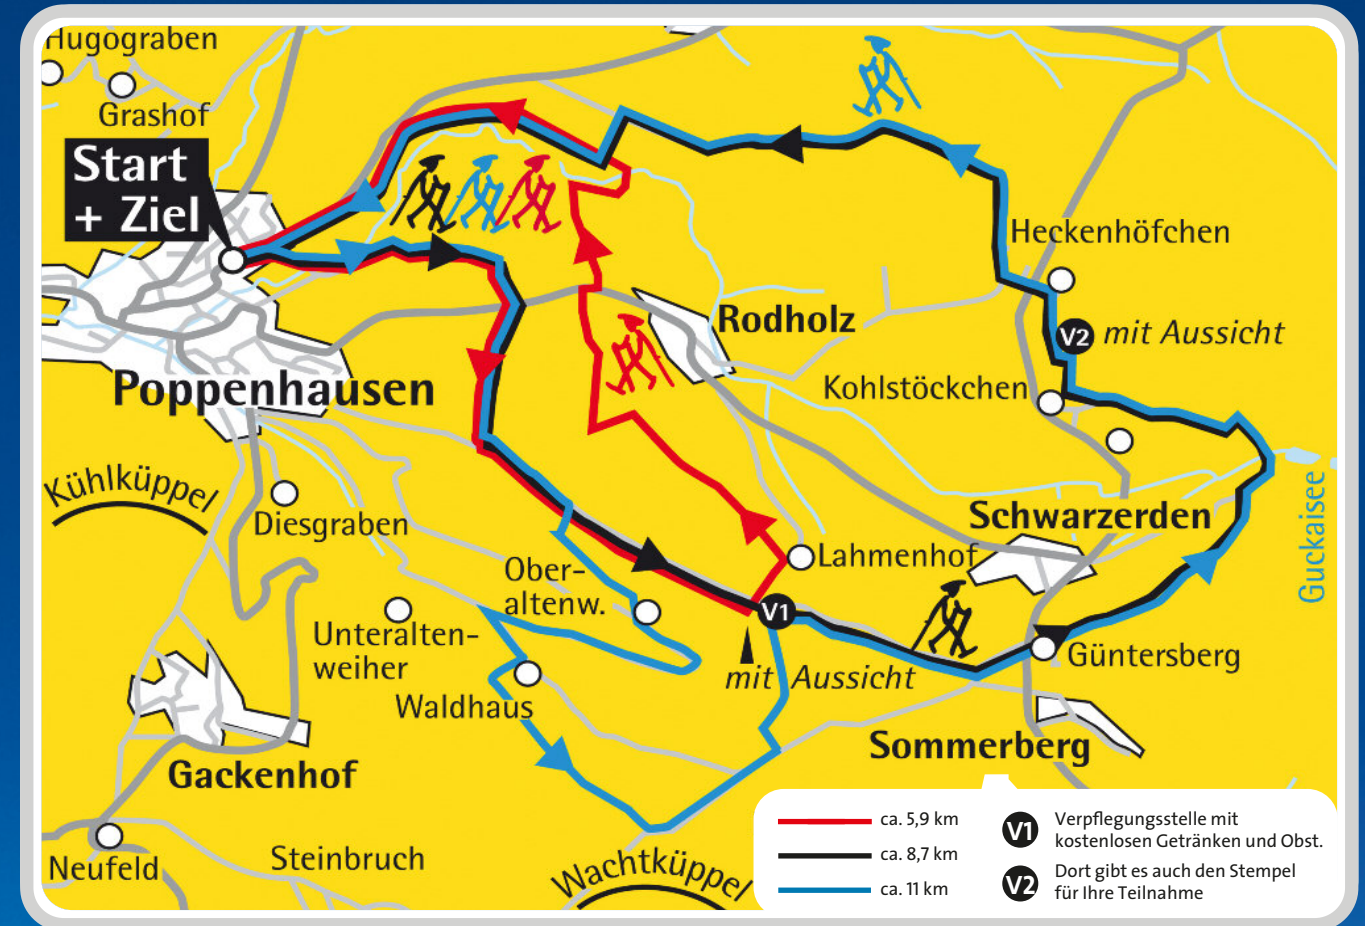 Hugograben
Grashof
Start
+ Ziel
Heckenhöfchen
Rodholz
V2 mit Aussicht
Poppenhausen
Kohlstöckchen
Kühlküppel
Diesgraben
Schwarzerden
Guckaisee
Lahmenhof
Ober-
altenw.
V1
Unteralten-
weiher
Güntersberg
mit Aussicht
Waldhaus
Sommerberg
Gackenhof
Neufeld
Steinbruch
Wachtküppel
ca. 5,9 km
ca. 8,7 km
ca. 11 km
V1 Verpflegungsstelle mit
kostenlosen Getränken und Obst.
V2 Dort gibt es auch den Stempel
für Ihre Teilnahme